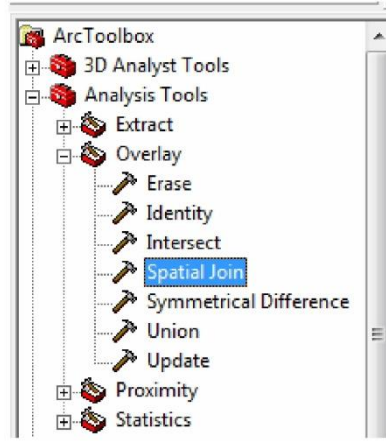 ArcToolbox
3D Analyst Tools
Analysis Tools
Extract
Overlay
Erase
Identity
Intersect
Spatial Join
Symmetrical Difference
Union
Update
Proximity
Statistics